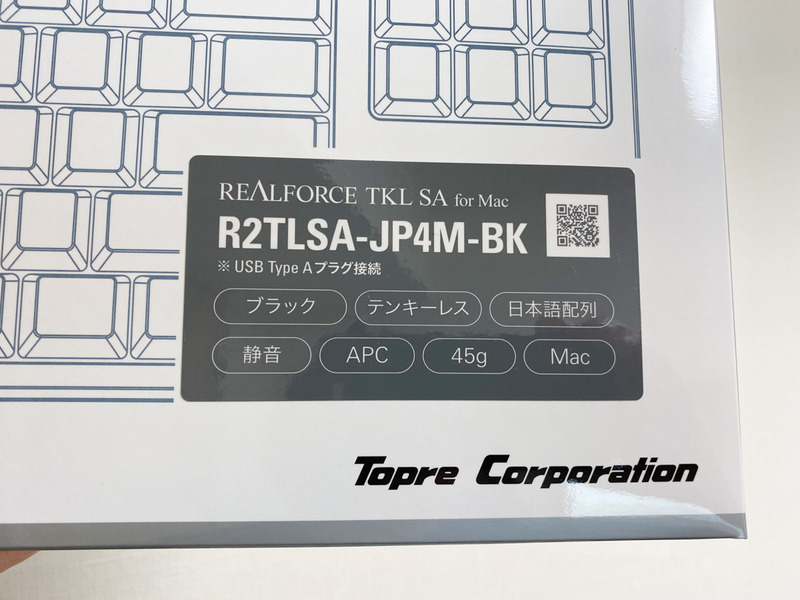 REALFORCE TKL SA for Mac
R2TLSA-JP4M-BK
※ USB Type Aプラグ接続
ブラック テンキーレス 日本語配列
静音 APC 45g Mac
Topre Corporation